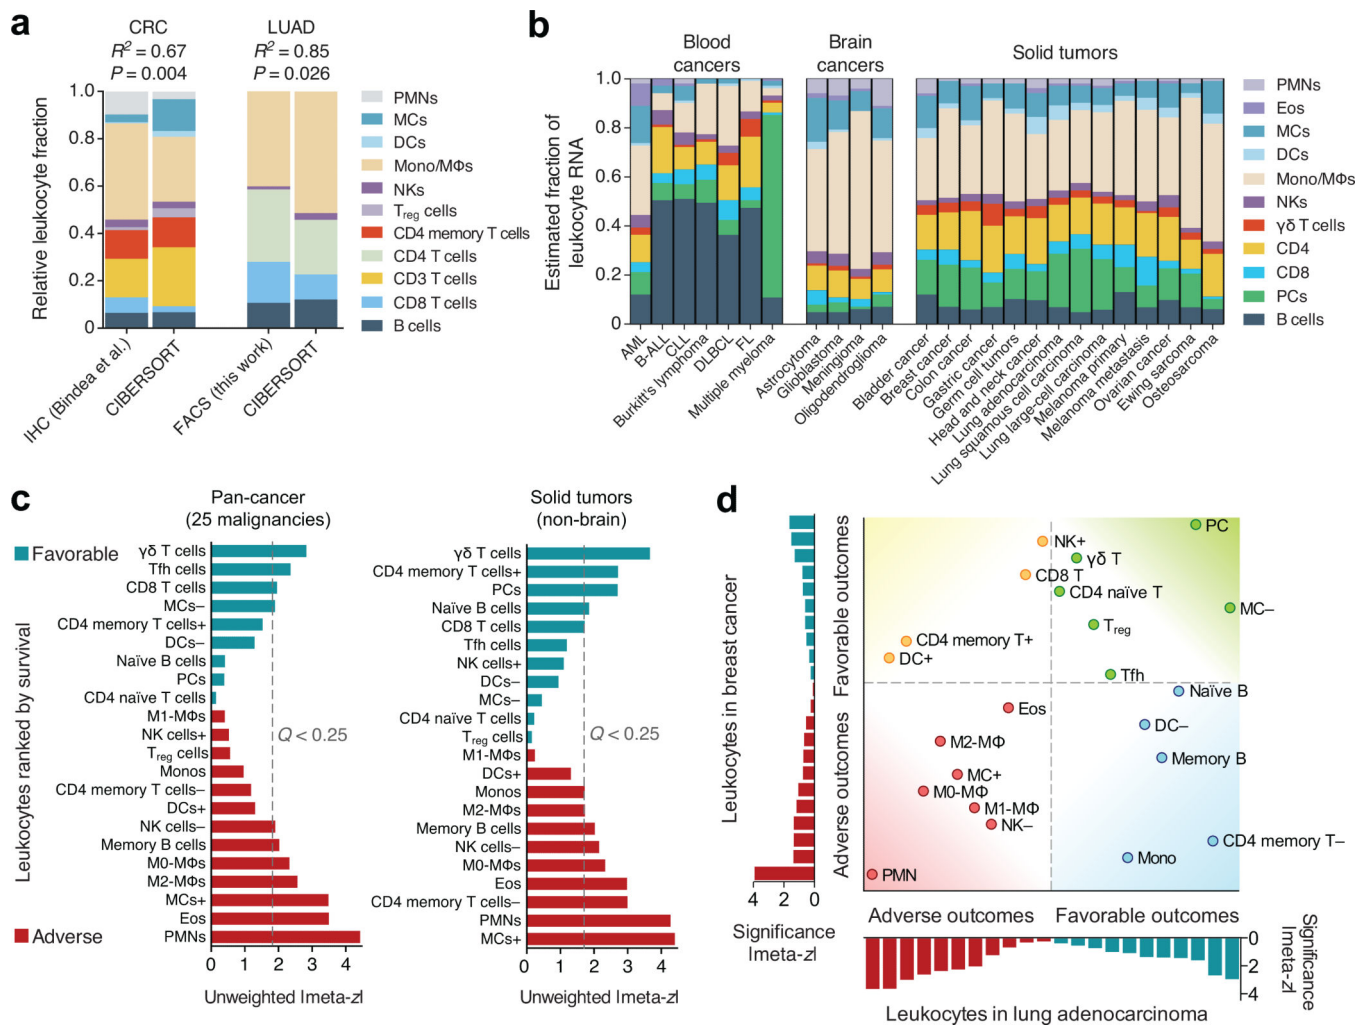 a
CRC
R² = 0.67
P = 0.004
LUAD
R² = 0.85
P = 0.026
Relative leukocyte fraction
1.0
0.8
0.6
0.4
0.2
0
IHC (Bindea et al.)
CIBERSORT
FACS (this work)
CIBERSORT
PMNs
MCs
DCs
Mono/MΦs
NKs
Treg cells
CD4 memory T cells
CD4 T cells
CD3 T cells
CD8 T cells
B cells
b
Blood
cancers
Brain
cancers
Solid tumors
Estimated fraction of
leukocyte RNA
1.0
0.8
0.6
0.4
0.2
0
AML
B-ALL
CLL
Burkitt's lymphoma
DLBCL
FL
Multiple myeloma
Astrocytoma
Glioblastoma
Meningioma
Oligodendroglioma
Bladder cancer
Breast cancer
Colon cancer
Gastric cancer
Germ cell tumors
Head and neck cancer
Lung adenocarcinoma
Lung squamous cell carcinoma
Lung large-cell carcinoma
Melanoma primary
Melanoma metastasis
Ovarian cancer
Ewing sarcoma
Osteosarcoma
PMNs
Eos
MCs
DCs
Mono/MΦs
NKs
γδ T cells
CD4
CD8
PCs
B cells
c
Pan-cancer
(25 malignancies)
Favorable
Adverse
Leukocytes ranked by survival
γδ T cells
Tfh cells
CD8 T cells
MCs–
CD4 memory T cells+
DCs–
Naïve B cells
PCs
CD4 naïve T cells
M1-MΦs
NK cells+
Treg cells
Monos
CD4 memory T cells–
DCs+
NK cells–
Memory B cells
M0-MΦs
M2-MΦs
MCs+
Eos
PMNs
Q < 0.25
0 1 2 3 4
Unweighted |meta-z|
Solid tumors
(non-brain)
γδ T cells
CD4 memory T cells+
PCs
Naïve B cells
CD8 T cells
Tfh cells
NK cells+
DCs–
MCs–
CD4 naïve T cells
Treg cells
M1-MΦs
DCs+
Monos
M2-MΦs
Memory B cells
NK cells–
M0-MΦs
Eos
CD4 memory T cells–
PMNs
MCs+
Q < 0.25
0 1 2 3 4
Unweighted |meta-z|
d
Leukocytes in breast cancer
4 2 0
Significance
|meta-z|
Favorable outcomes
Adverse outcomes
PC
NK+
γδ T
CD8 T
CD4 naïve T
MC–
Treg
CD4 memory T+
DC+
Tfh
Naïve B
Eos
DC–
M2-MΦ
Memory B
MC+
M0-MΦ
M1-MΦ
NK–
CD4 memory T–
Mono
PMN
Adverse outcomes
Favorable outcomes
0
2
4
Significance
|meta-z|
Leukocytes in lung adenocarcinoma